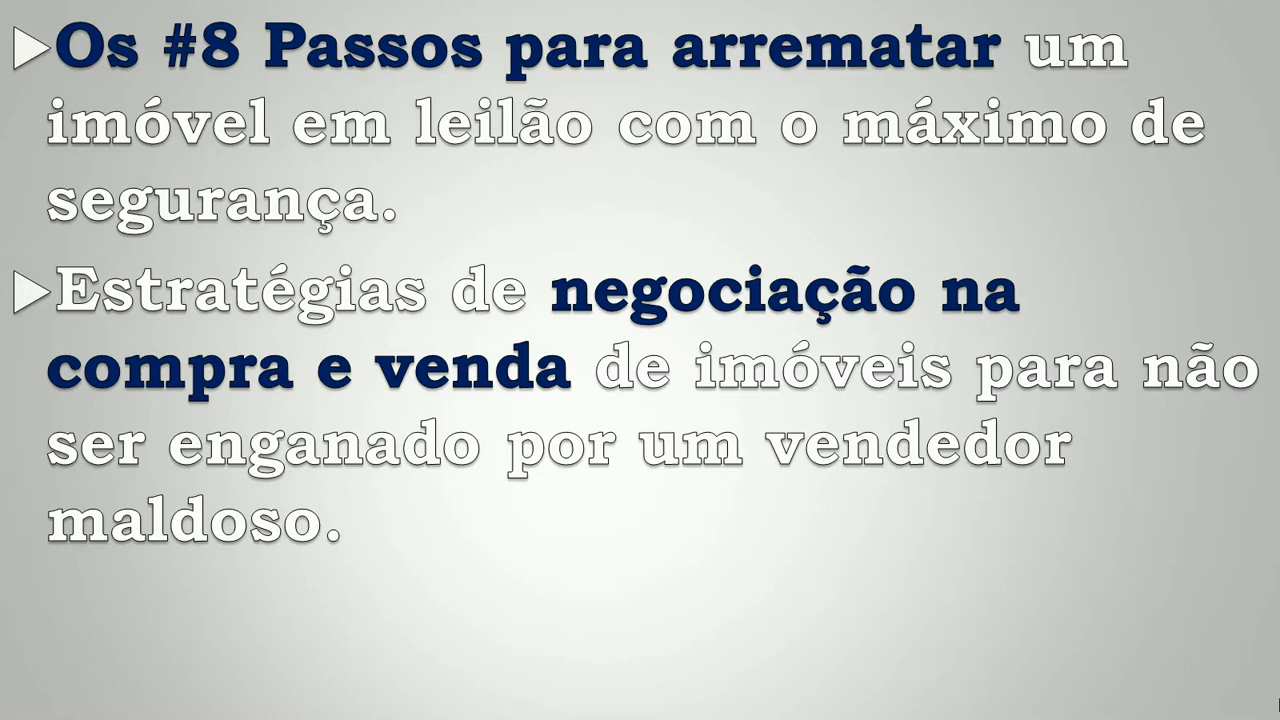 Os #8 Passos para arrematar um
imóvel em leilão com o máximo de
segurança.
Estratégias de negociação na
compra e venda de imóveis para não
ser enganado por um vendedor
maldoso.